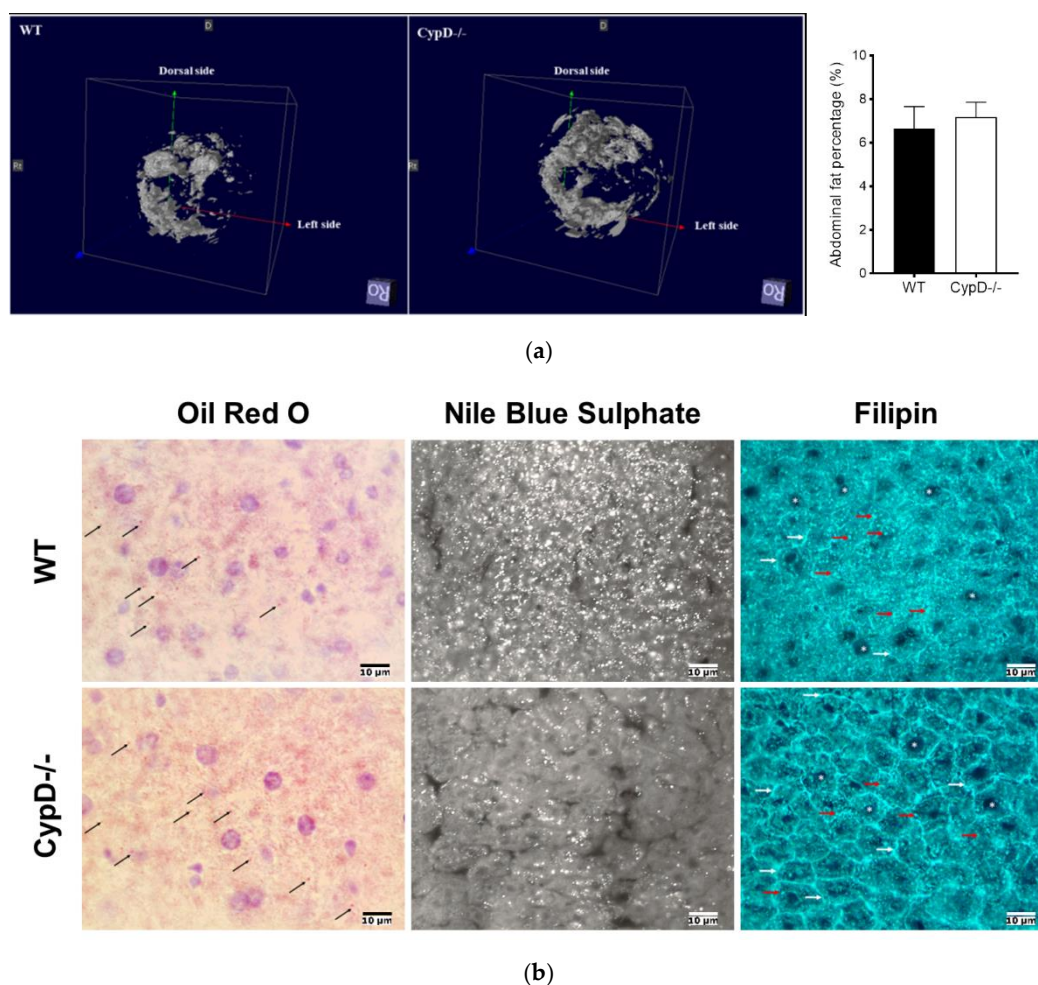 WT
D
Dorsal side
Rt
Left side
Ro
CypD-/-
D
Dorsal side
Rt
Left side
Ro
Abdominal fat percentage (%)
10
8
6
4
2
0
WT
CypD-/-
(a)
Oil Red O
Nile Blue Sulphate
Filipin
WT
10 µm
10 µm
10 µm
CypD-/-
10 µm
10 µm
10 µm
(b)